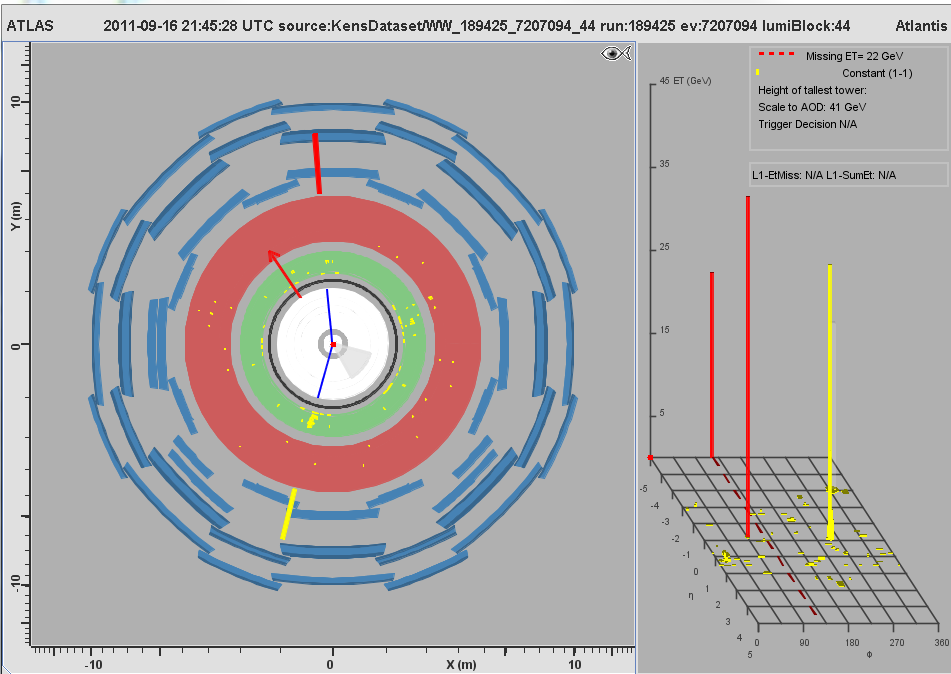 ATLAS 2011-09-16 21:45:28 UTC source:KensDataset/WW_189425_7207094_44 run:189425 ev:7207094 lumiBlock:44 Atlantis
Missing ET= 22 GeV
Constant (1-1)
Height of tallest tower:
Scale to AOD: 41 GeV
Trigger Decision N/A
L1-EtMiss: N/A L1-SumEt: N/A
10
Y (m)
0
-10
-10 0 X (m) 10
45 ET (GeV)
35
25
15
5
-5
-4
-3
-2
-1
0
1
η
2
3
4
5
0 90 180 270 360
Φ